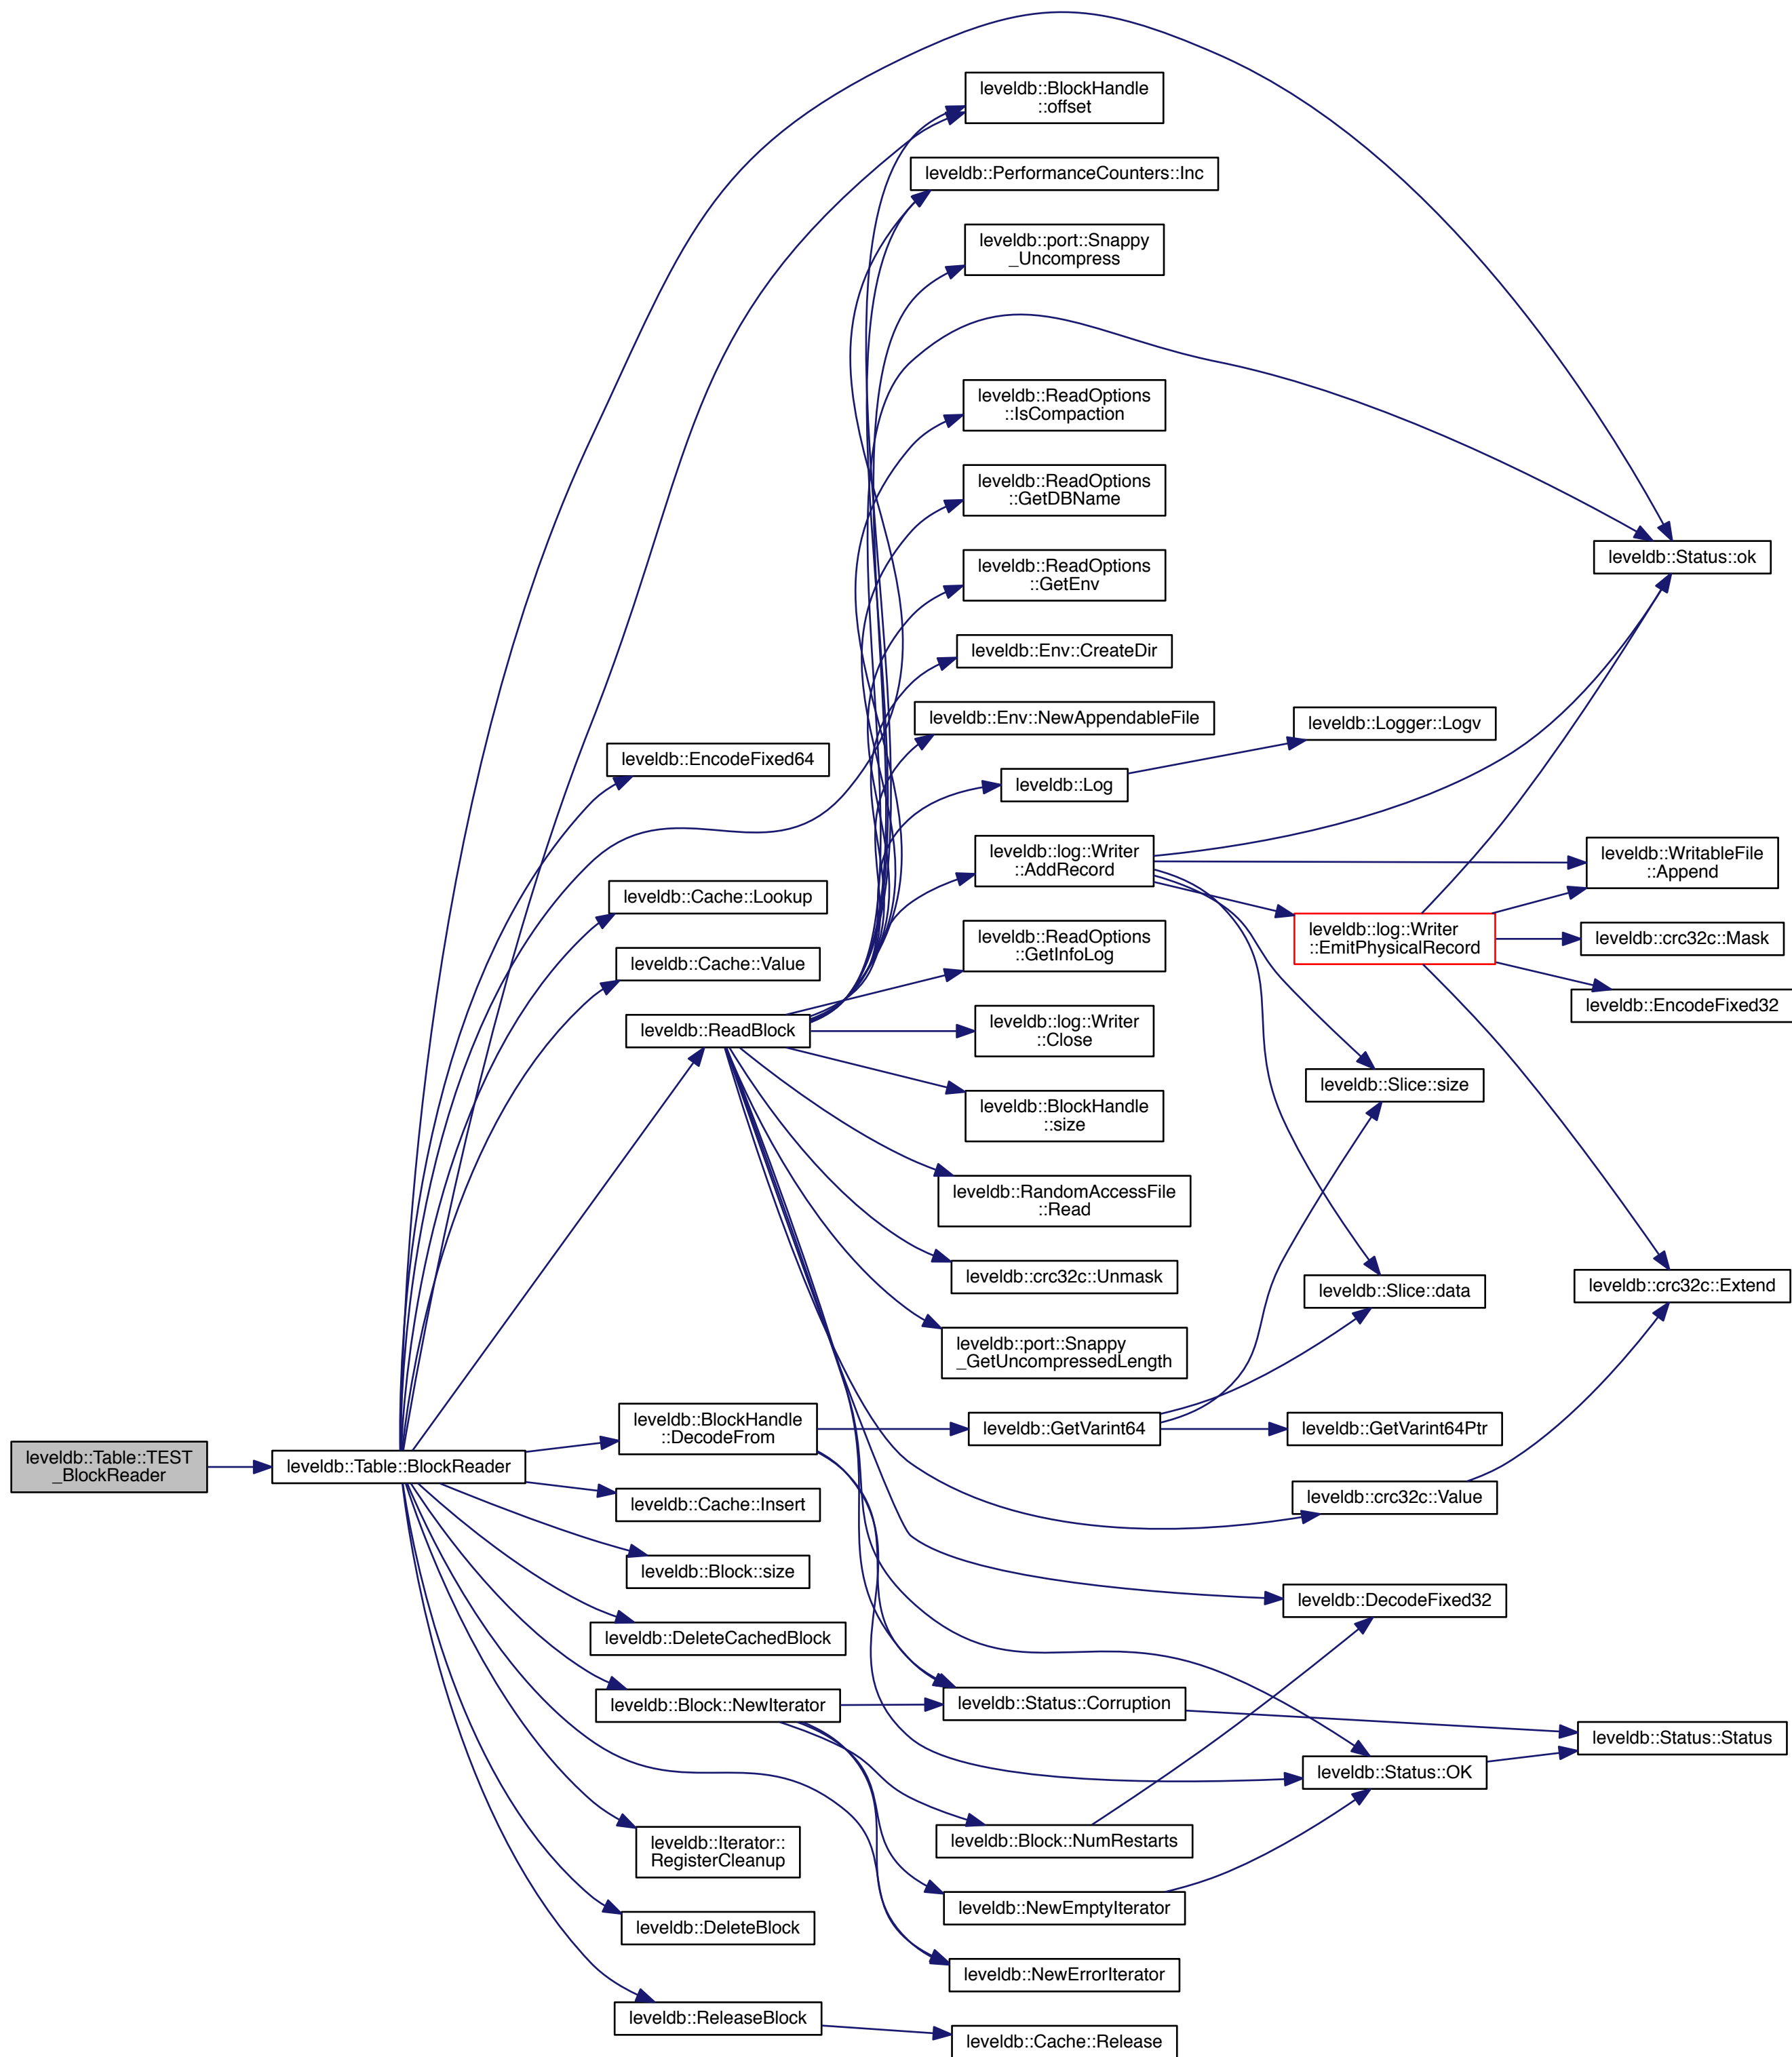 leveldb::BlockHandle
::offset
leveldb::PerformanceCounters::Inc
leveldb::port::Snappy
_Uncompress
leveldb::ReadOptions
::IsCompaction
leveldb::ReadOptions
::GetDBName
leveldb::Status::ok
leveldb::ReadOptions
::GetEnv
leveldb::Env::CreateDir
leveldb::Env::NewAppendableFile
leveldb::Logger::Logv
leveldb::EncodeFixed64
leveldb::Log
leveldb::log::Writer
::AddRecord
leveldb::WritableFile
::Append
leveldb::Cache::Lookup
leveldb::log::Writer
::EmitPhysicalRecord
leveldb::crc32c::Mask
leveldb::ReadOptions
::GetInfoLog
leveldb::Cache::Value
leveldb::EncodeFixed32
leveldb::ReadBlock
leveldb::log::Writer
::Close
leveldb::Slice::size
leveldb::BlockHandle
::size
leveldb::RandomAccessFile
::Read
leveldb::crc32c::Unmask
leveldb::Slice::data
leveldb::crc32c::Extend
leveldb::port::Snappy
_GetUncompressedLength
leveldb::BlockHandle
::DecodeFrom
leveldb::GetVarint64
leveldb::GetVarint64Ptr
leveldb::Table::TEST
_BlockReader
leveldb::Table::BlockReader
leveldb::Cache::Insert
leveldb::crc32c::Value
leveldb::Block::size
leveldb::DecodeFixed32
leveldb::DeleteCachedBlock
leveldb::Block::NewIterator
leveldb::Status::Corruption
leveldb::Status::Status
leveldb::Status::OK
leveldb::Iterator::
RegisterCleanup
leveldb::Block::NumRestarts
leveldb::NewEmptyIterator
leveldb::DeleteBlock
leveldb::NewErrorIterator
leveldb::ReleaseBlock
leveldb::Cache::Release